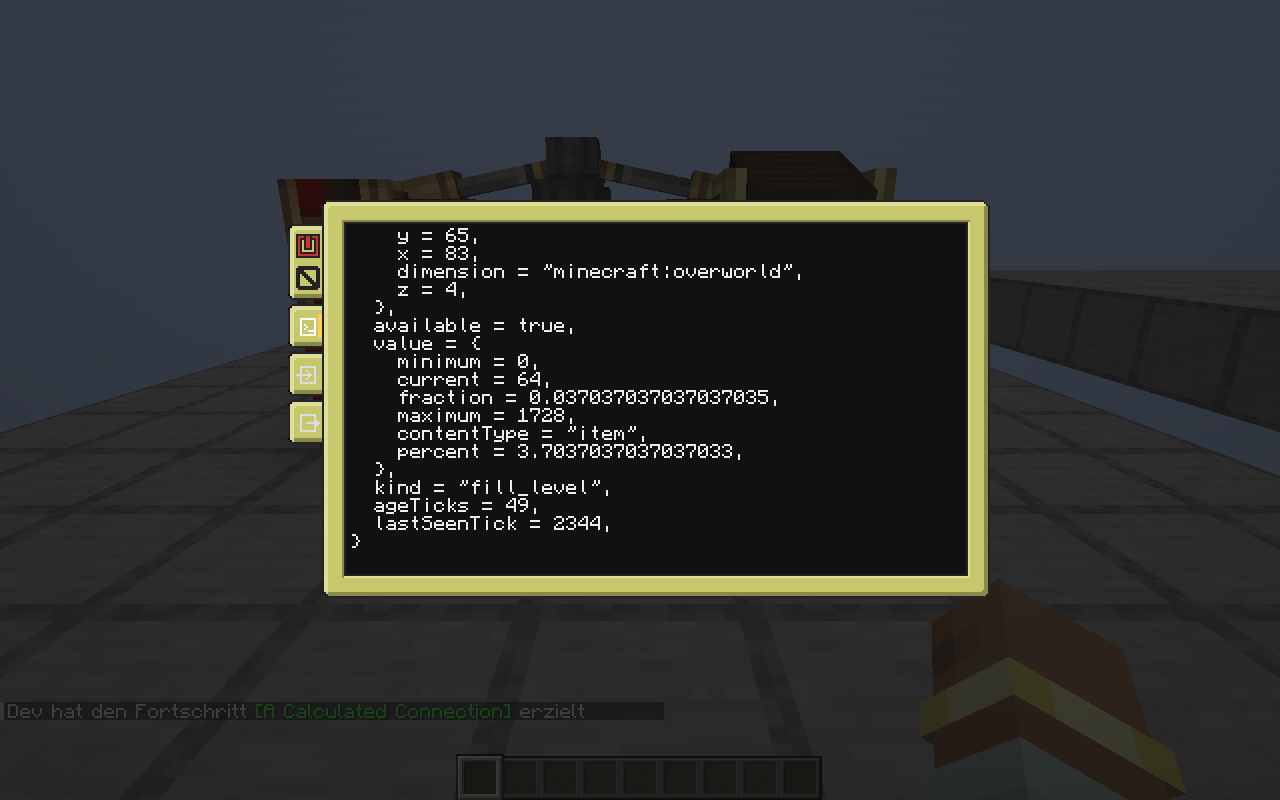 y = 65,
x = 83,
dimension = "minecraft:overworld",
z = 4,
},
available = true,
value = {
minimum = 0,
current = 64,
fraction = 0.037037037037037035,
maximum = 1728,
contentType = "item",
percent = 3.7037037037037033,
},
kind = "fill_level",
ageTicks = 49,
lastSeenTick = 2344,
}
Dev hat den Fortschritt [A Calculated Connection] erzielt